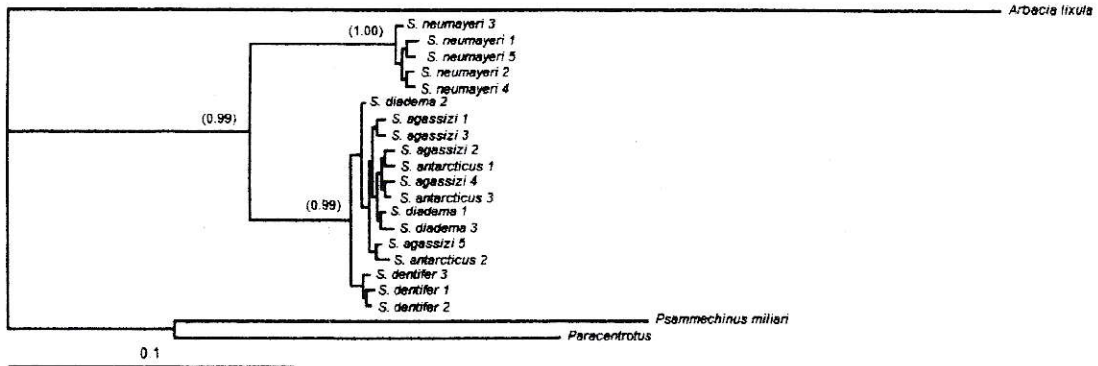 Arbacia lixula
S. neumayeri 3
(1.00)
S. neumayeri 1
S. neumayeri 5
S. neumayeri 2
S. neumayeri 4
S. diadema 2
(0.99)
S. agassizi 1
S. agassizi 3
S. agassizi 2
S. antarcticus 1
S. agassizi 4
S. antarcticus 3
(0.99)
S. diadema 1
S. diadema 3
S. agassizi 5
S. antarcticus 2
S. dentifer 3
S. dentifer 1
S. dentifer 2
Psammechinus miliari
Paracentrotus
0.1